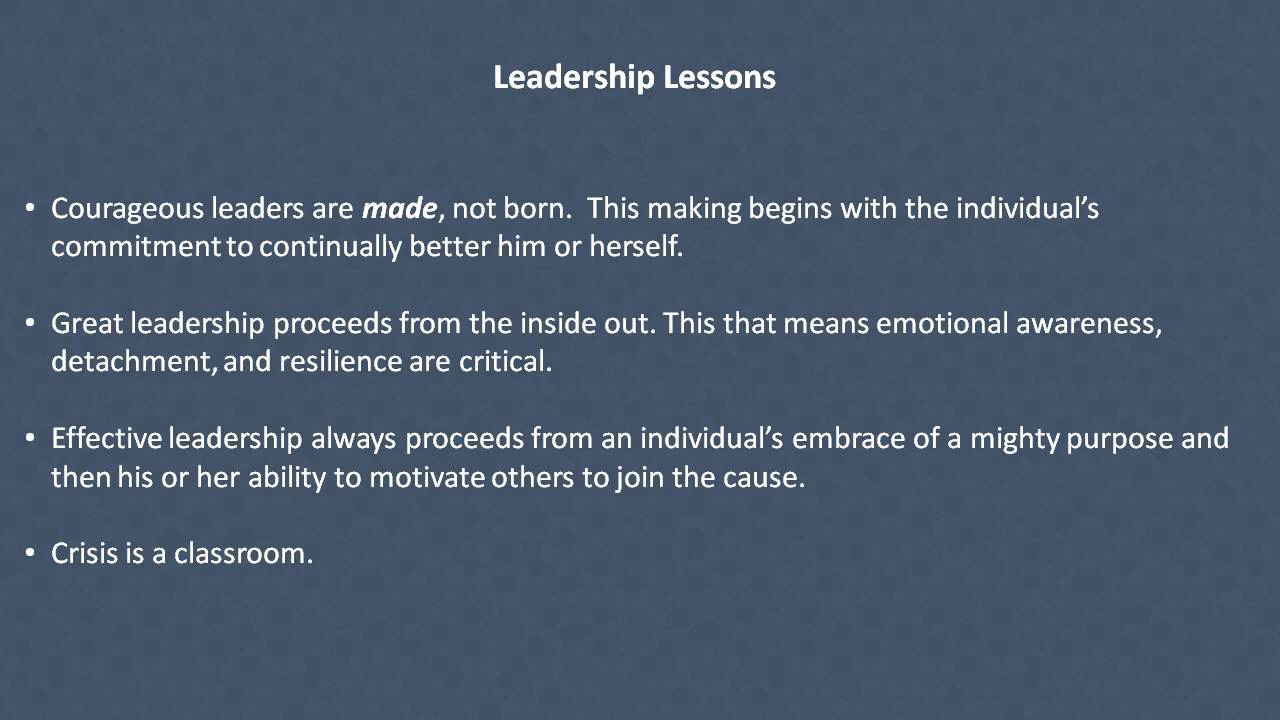 Leadership Lessons
• Courageous leaders are made, not born.  This making begins with the individual’s
commitment to continually better him or herself.
• Great leadership proceeds from the inside out. This that means emotional awareness,
detachment, and resilience are critical.
• Effective leadership always proceeds from an individual’s embrace of a mighty purpose and
then his or her ability to motivate others to join the cause.
• Crisis is a classroom.